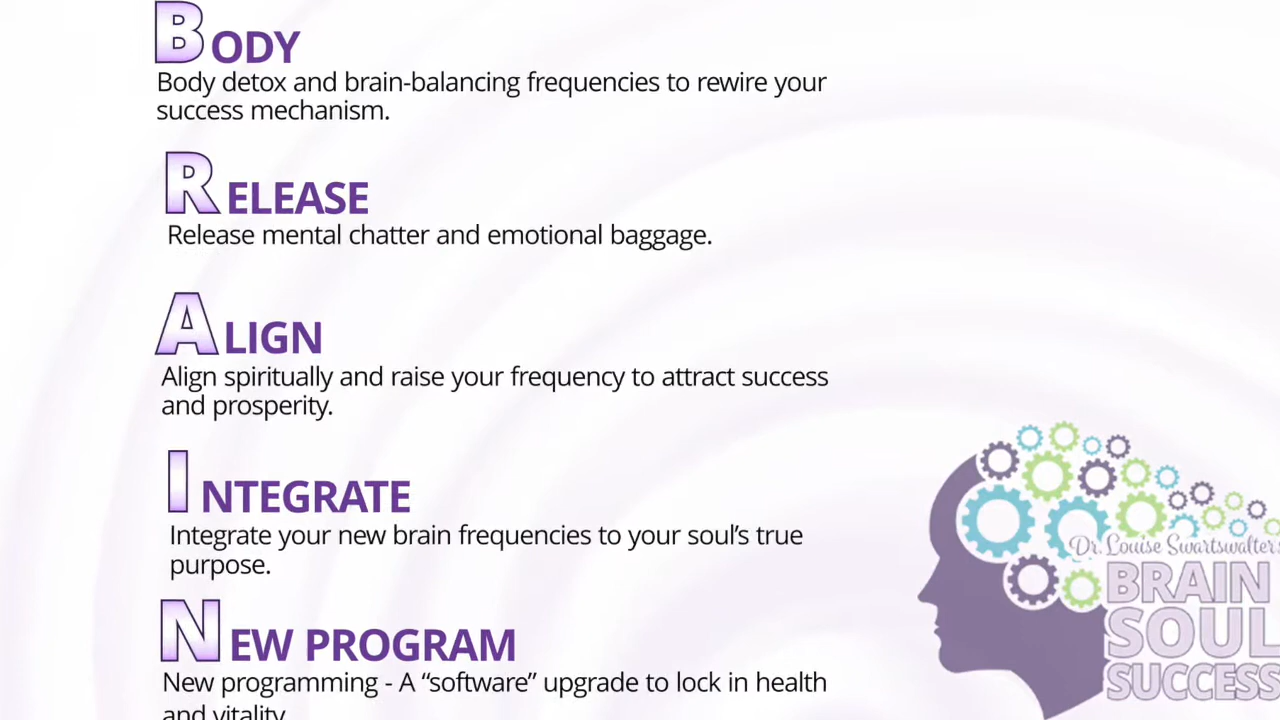 BODY
Body detox and brain-balancing frequencies to rewire your
success mechanism.
RELEASE
Release mental chatter and emotional baggage.
ALIGN
Align spiritually and raise your frequency to attract success
and prosperity.
INTEGRATE
Integrate your new brain frequencies to your soul’s true
purpose.
NEW PROGRAM
New programming - A “software” upgrade to lock in health
and vitality
Dr. Louise Swartswalter's
BRAIN
SOUL
SUCCESS